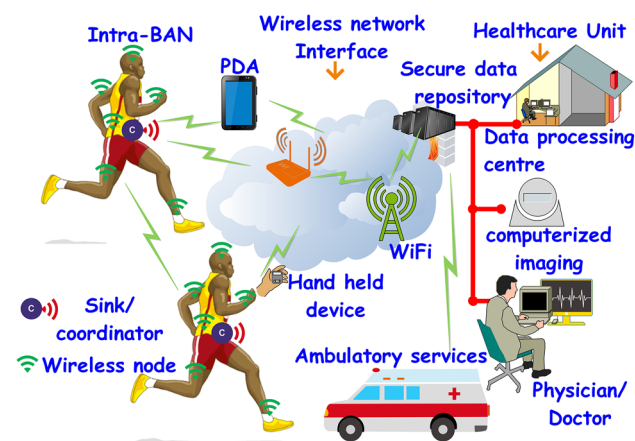 Intra-BAN
Wireless network
Interface
Healthcare Unit
PDA
Secure data
repository
Data processing
centre
WiFi
computerized
imaging
Hand held
device
C
C
C
Sink/
coordinator
Wireless node
Ambulatory services
Physician/
Doctor